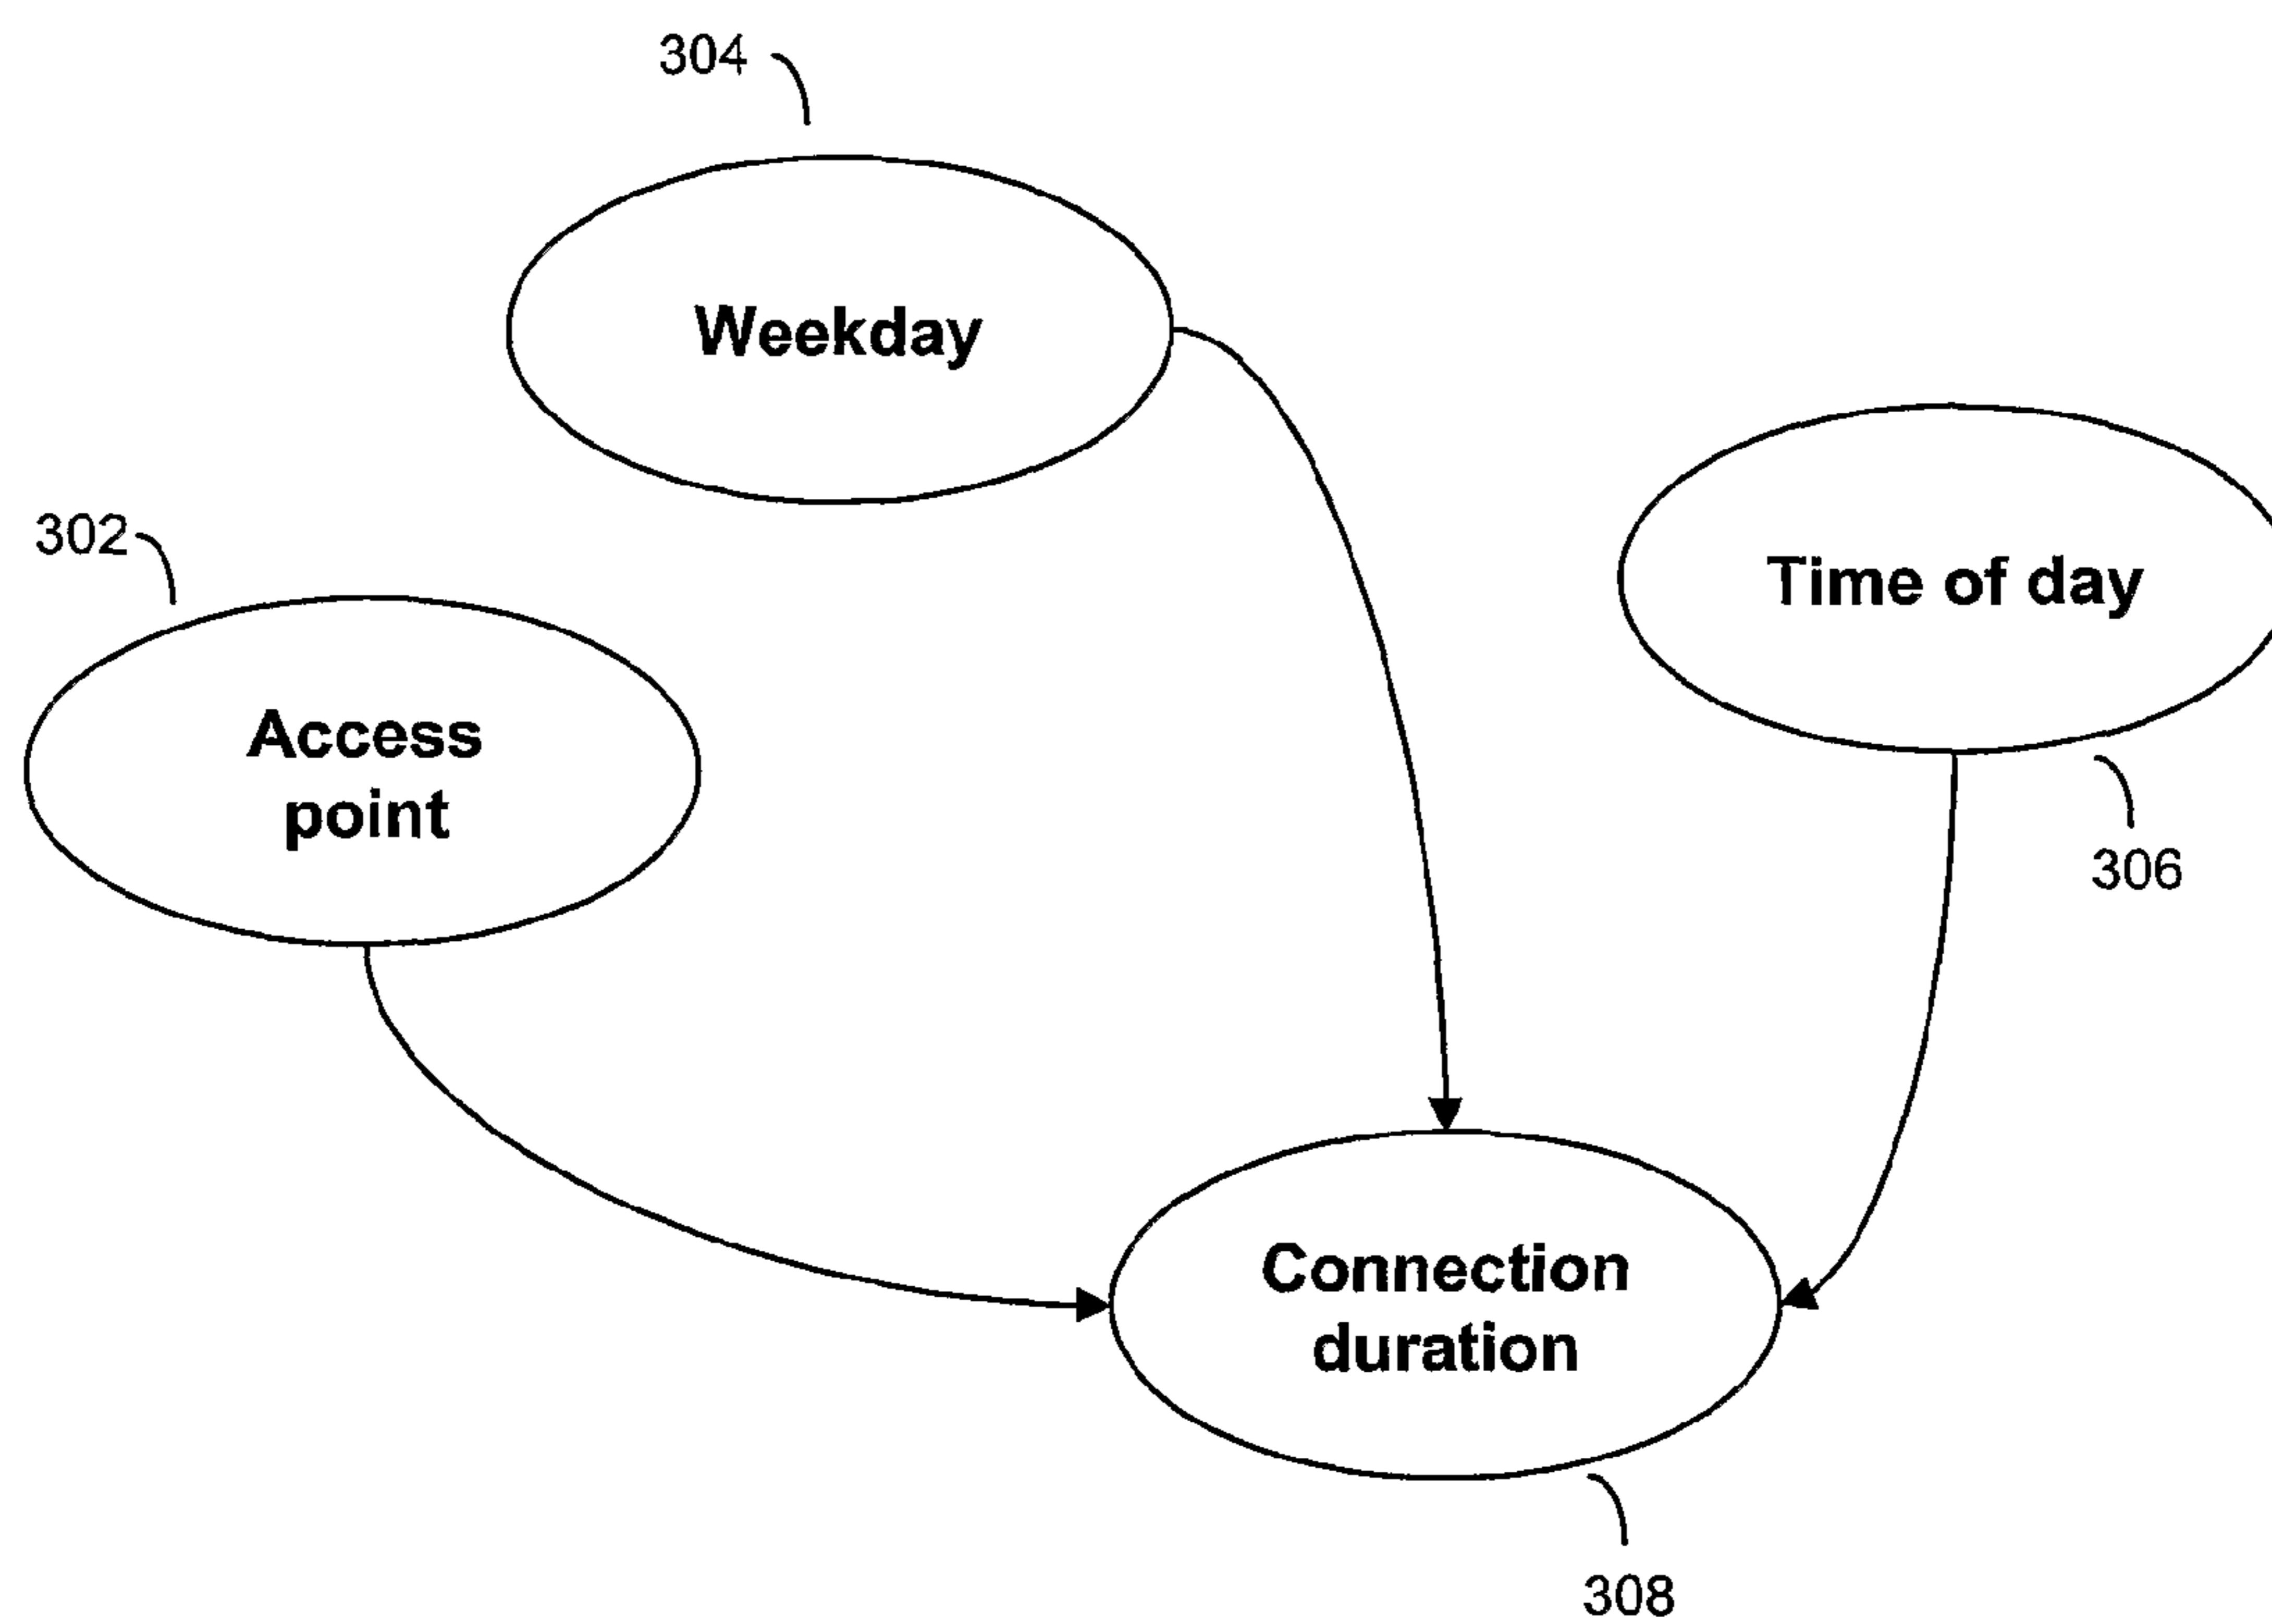 304
Weekday
302
Time of day
Access
point
306
Connection
duration
308